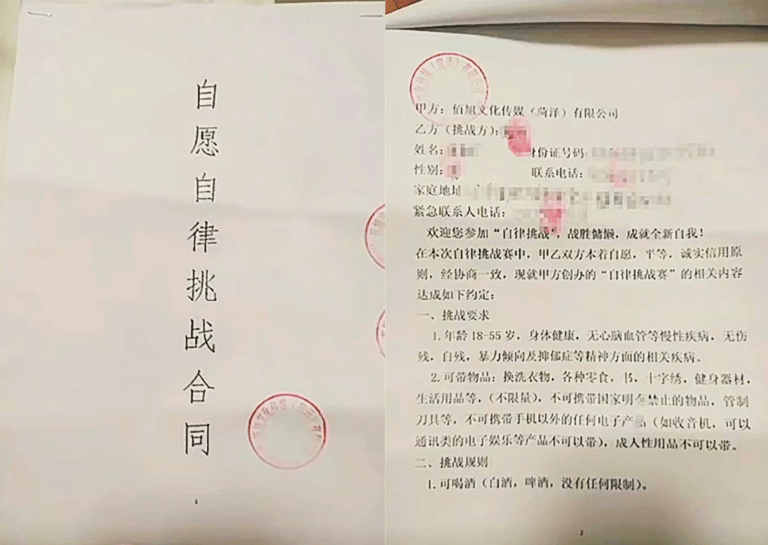 自愿自律挑战合同
1
甲方：佰旭文化传媒（菏泽）有限公司
乙方（挑战方）：
姓名： 身份证号码：
性别： 联系电话：
家庭地址
紧急联系人电话：
欢迎您参加“自律挑战”，战胜慵懒，成就全新自我！
在本次自律挑战赛中，甲乙双方本着自愿，平等，诚实信用原
则，经协商一致，现就甲方创办的“自律挑战赛”的相关内容
达成如下约定：
一、挑战要求
1.年龄18-55岁，身体健康，无心脑血管等慢性疾病，无伤
残，自残，暴力倾向及抑郁症等精神方面的相关疾病。
2.可带物品：换洗衣物，各种零食，书，十字绣，健身器材，
生活用品等，（不限量），不可携带国家明令禁止的物品，管制
刀具等，不可携带手机以外的任何电子产品（如收音机，可以
通讯类的电子娱乐等产品不可以带），成人性用品不可以带。
二、挑战规则
1.可喝酒（白酒，啤酒，没有任何限制）。
2